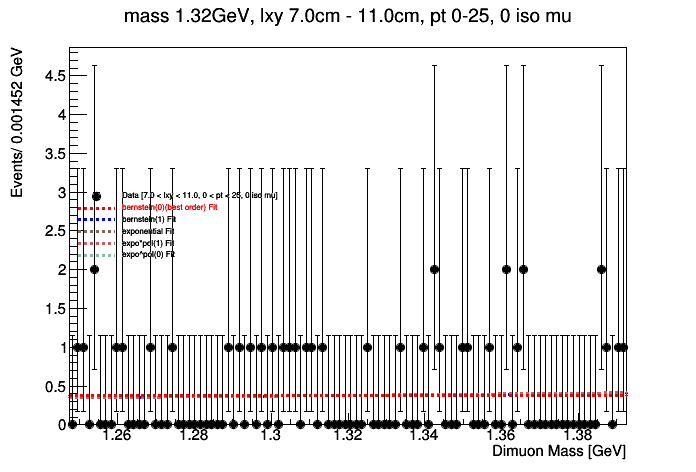 mass 1.32GeV, lxy 7.0cm - 11.0cm, pt 0-25, 0 iso mu
Events/ 0.001452 GeV
4.5
4
3.5
3
2.5
2
1.5
1
0.5
0
Data [7.0 < lxy < 11.0, 0 < pt < 25, 0 iso mu]
bernstein(0)(best order) Fit
bernstein(1) Fit
exponential Fit
expo*pol(1) Fit
expo^pol(0) Fit
1.26 1.28 1.3 1.32 1.34 1.36 1.38
Dimuon Mass [GeV]